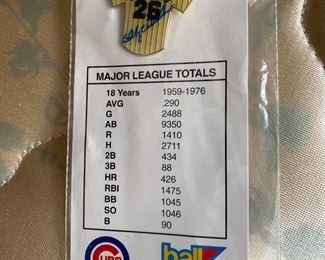 26
MAJOR LEAGUE TOTALS
18 Years 1959-1976
AVG .290
G 2488
AB 9350
R 1410
H 2711
2B 434
3B 88
HR 426
RBI 1475
BB 1045
SO 1046
B 90
CUBS
ball